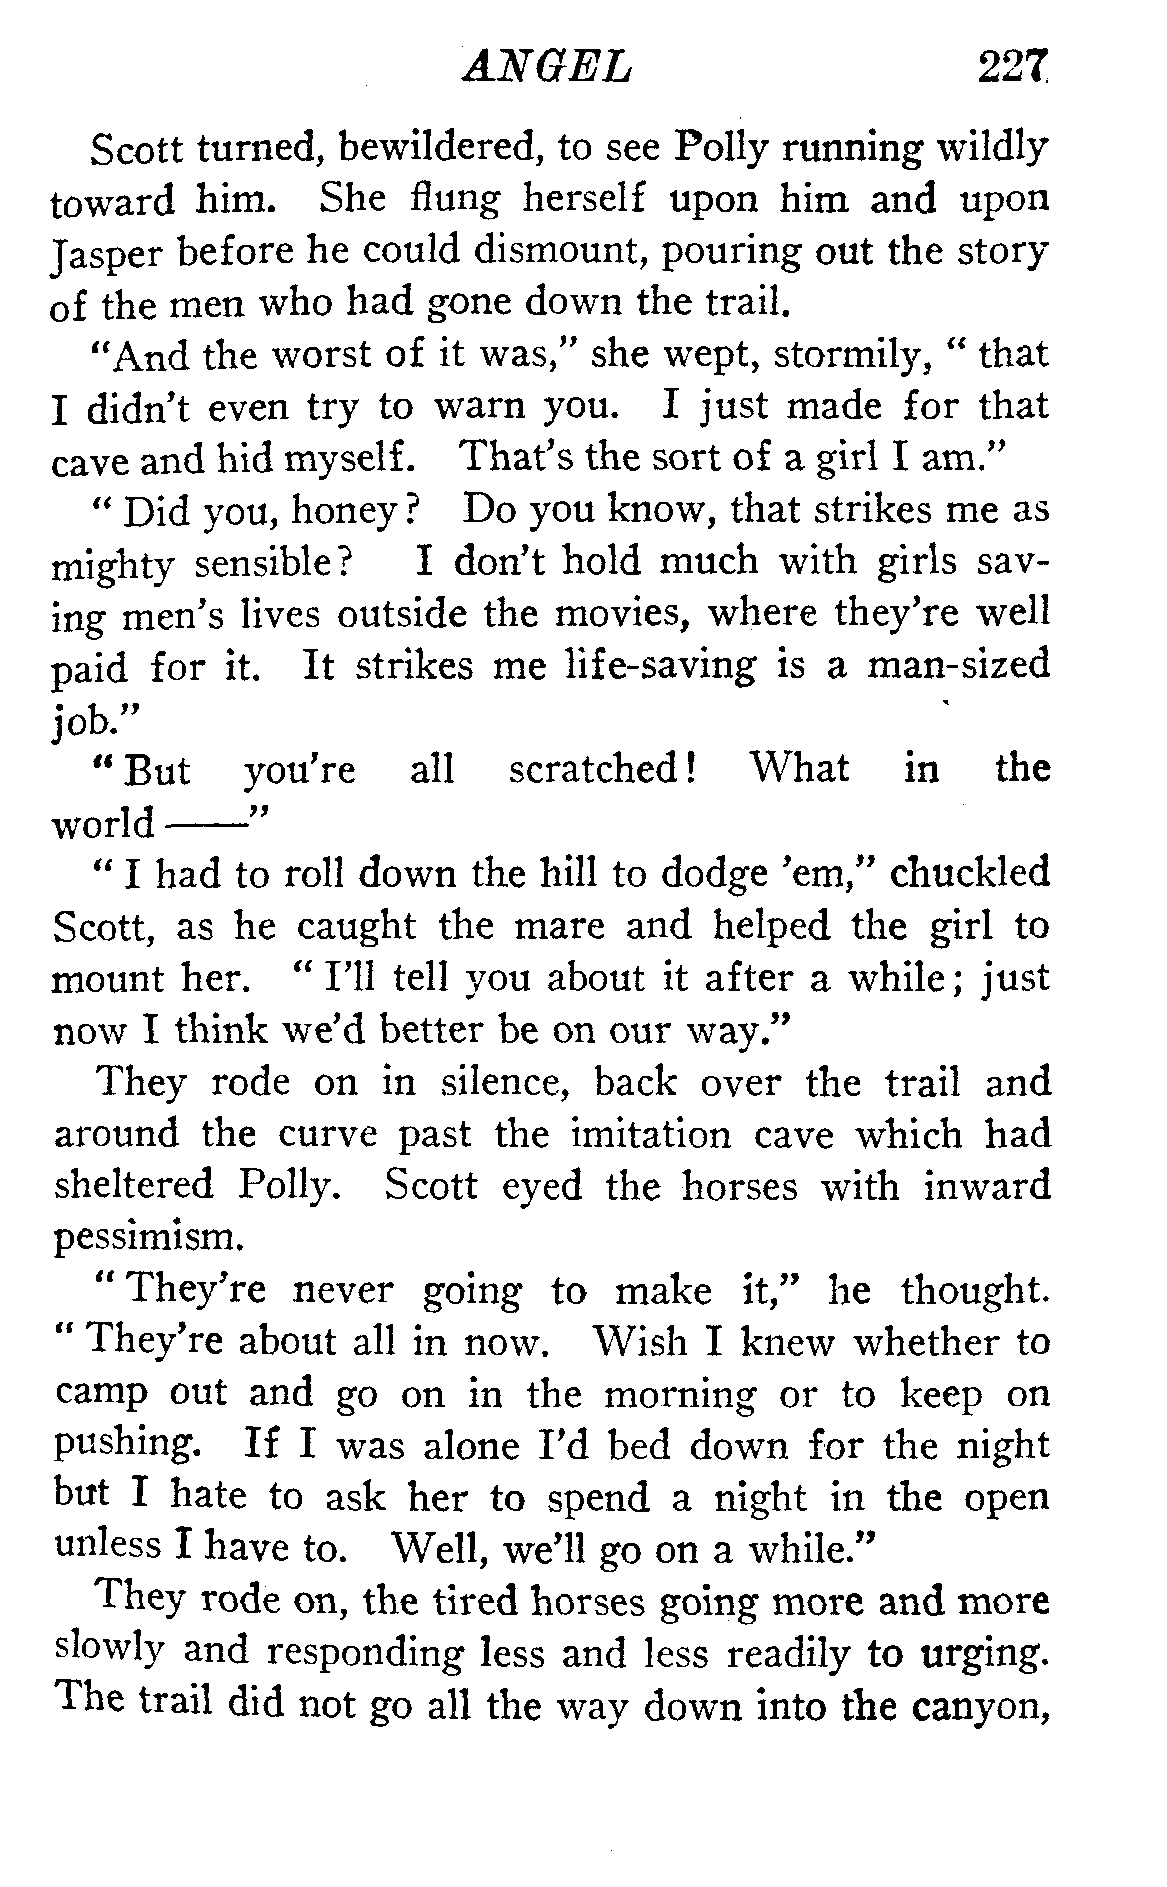 ANGEL 227
Scott turned, bewildered, to see Polly running wildly
toward him. She flung herself upon him and upon
Jasper before he could dismount, pouring out the story
of the men who had gone down the trail.
“And the worst of it was,” she wept, stormily, “ that
I didn’t even try to warn you. I just made for that
cave and hid myself. That’s the sort of a girl I am.”
“ Did you, honey? Do you know, that strikes me as
mighty sensible? I don’t hold much with girls sav-
ing men’s lives outside the movies, where they’re well
paid for it. It strikes me life-saving is a man-sized
job.”
“ But you’re all scratched! What in the
world ——”
“ I had to roll down the hill to dodge ’em,” chuckled
Scott, as he caught the mare and helped the girl to
mount her. “ I’ll tell you about it after a while; just
now I think we’d better be on our way.”
They rode on in silence, back over the trail and
around the curve past the imitation cave which had
sheltered Polly. Scott eyed the horses with inward
pessimism.
“ They’re never going to make it,” he thought.
“ They’re about all in now. Wish I knew whether to
camp out and go on in the morning or to keep on
pushing. If I was alone I’d bed down for the night
but I hate to ask her to spend a night in the open
unless I have to. Well, we’ll go on a while.”
They rode on, the tired horses going more and more
slowly and responding less and less readily to urging.
The trail did not go all the way down into the canyon,